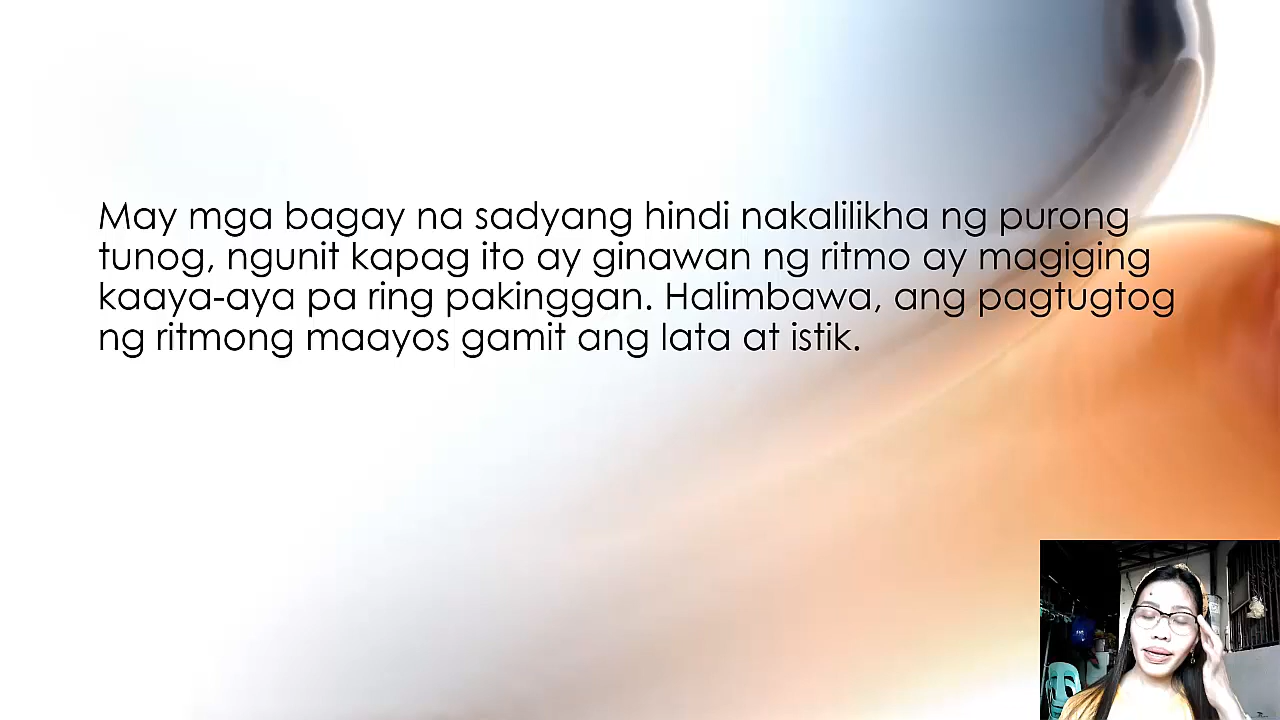 May mga bagay na sadyang hindi nakalilikha ng purong
tunog, ngunit kapag ito ay ginawan ng ritmo ay magiging
kaaya-aya pa ring pakinggan. Halimbawa, ang pagtugtog
ng ritmong maayos gamit ang lata at istik.